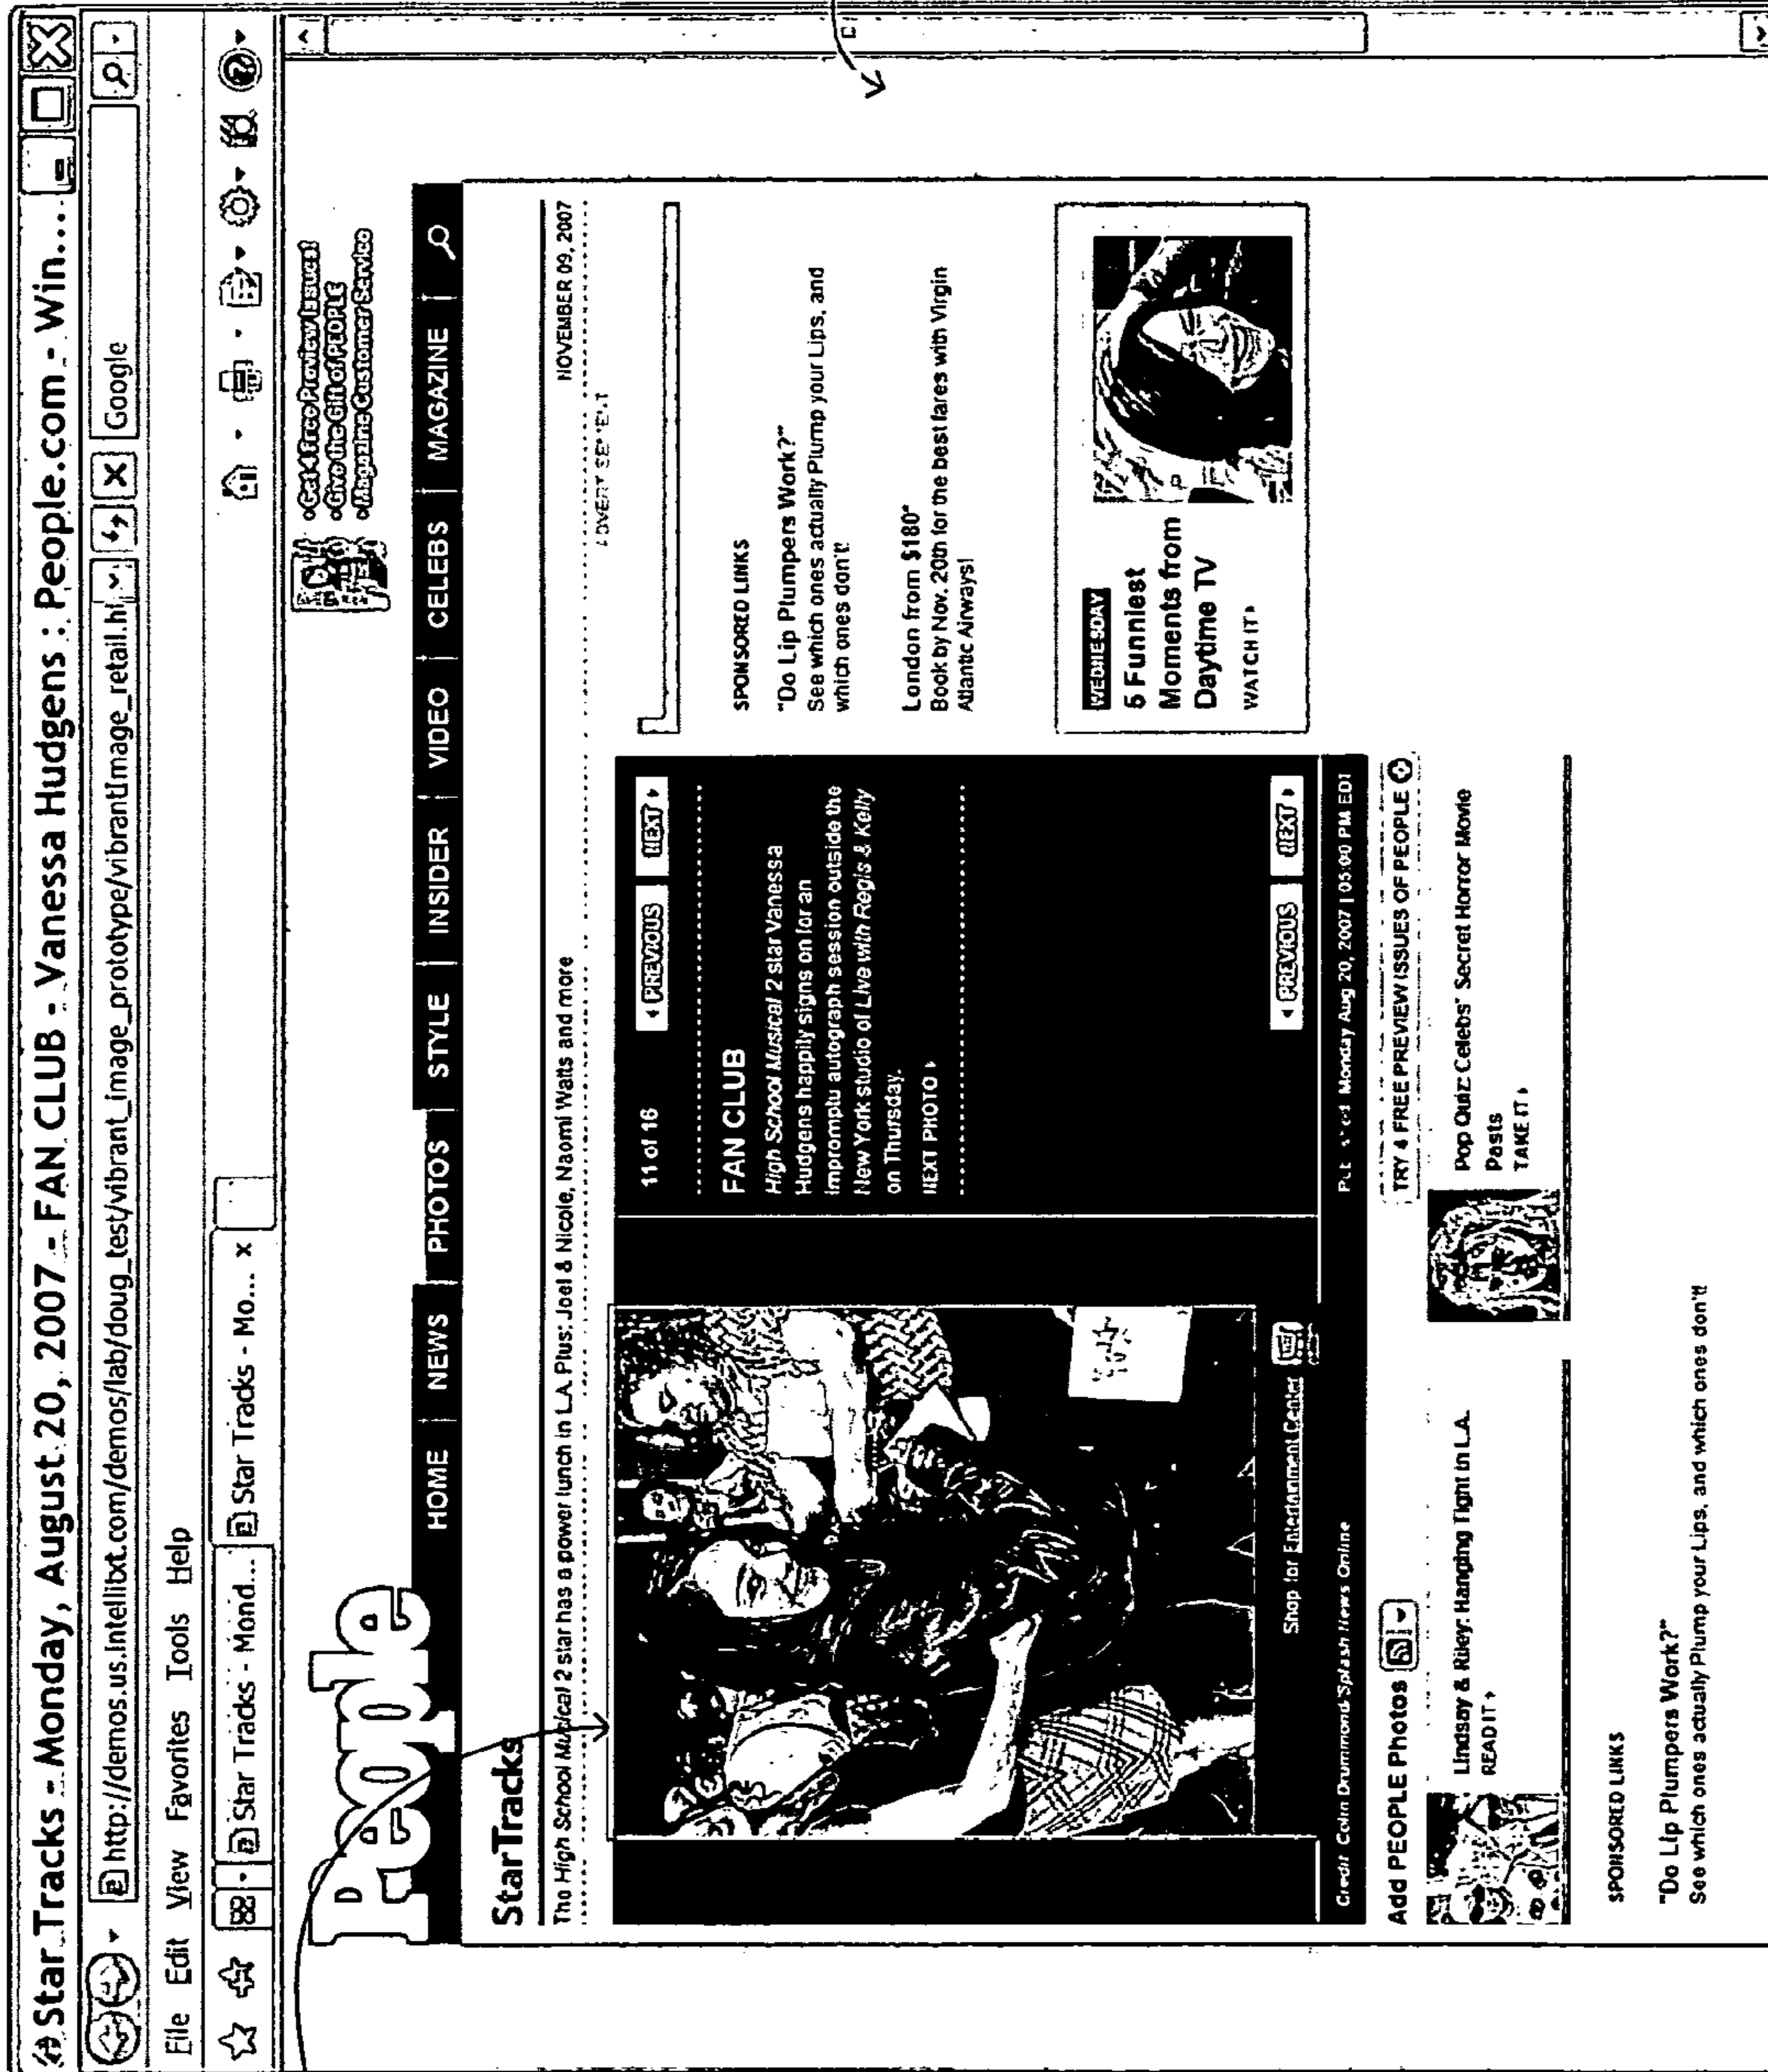 StarTracks - Monday, August 20, 2007 - FAN CLUB - Vanessa Hudgens : People.com - Win...
http://demos.us.intellitxt.com/demos/lab/doug_test/vibrant_image_prototype/vibrantImage_retail.ht
Google
File Edit View Favorites Tools Help
Star Tracks - Mond...
Star Tracks - Mo... x
People
•Get 4 Free Preview Issues!
•Give the Gift of PEOPLE
•Magazine Customer Service
HOME | NEWS | PHOTOS | STYLE | INSIDER | VIDEO | CELEBS | MAGAZINE |
StarTracks
The High School Musical 2 star has a power lunch in L.A. Plus: Joel & Nicole, Naomi Watts and more
NOVEMBER 09, 2007
ADVERTISEMENT
11 of 16
◂ PREVIOUS
NEXT ▸
FAN CLUB
High School Musical 2 star Vanessa
Hudgens happily signs on for an
impromptu autograph session outside the
New York studio of Live with Regis & Kelly
on Thursday.
NEXT PHOTO ▸
◂ PREVIOUS
NEXT ▸
Shop for Entertainment Center
Credit: Colin Drummond/Splash News Online
Published Monday Aug 20, 2007 | 05:00 PM EDT
SPONSORED LINKS
"Do Lip Plumpers Work?"
See which ones actually Plump your Lips, and
which ones don't!
London from $180*
Book by Nov. 20th for the best fares with Virgin
Atlantic Airways!
WEDNESDAY
5 Funniest
Moments from
Daytime TV
WATCH IT ▸
Add PEOPLE Photos
TRY 4 FREE PREVIEW ISSUES OF PEOPLE
Lindsay & Riley: Hanging Tight in L.A.
READ IT ▸
Pop Quiz: Celebs' Secret Horror Movie
Pasts
TAKE IT ▸
SPONSORED LINKS
"Do Lip Plumpers Work?"
See which ones actually Plump your Lips, and which ones don't!